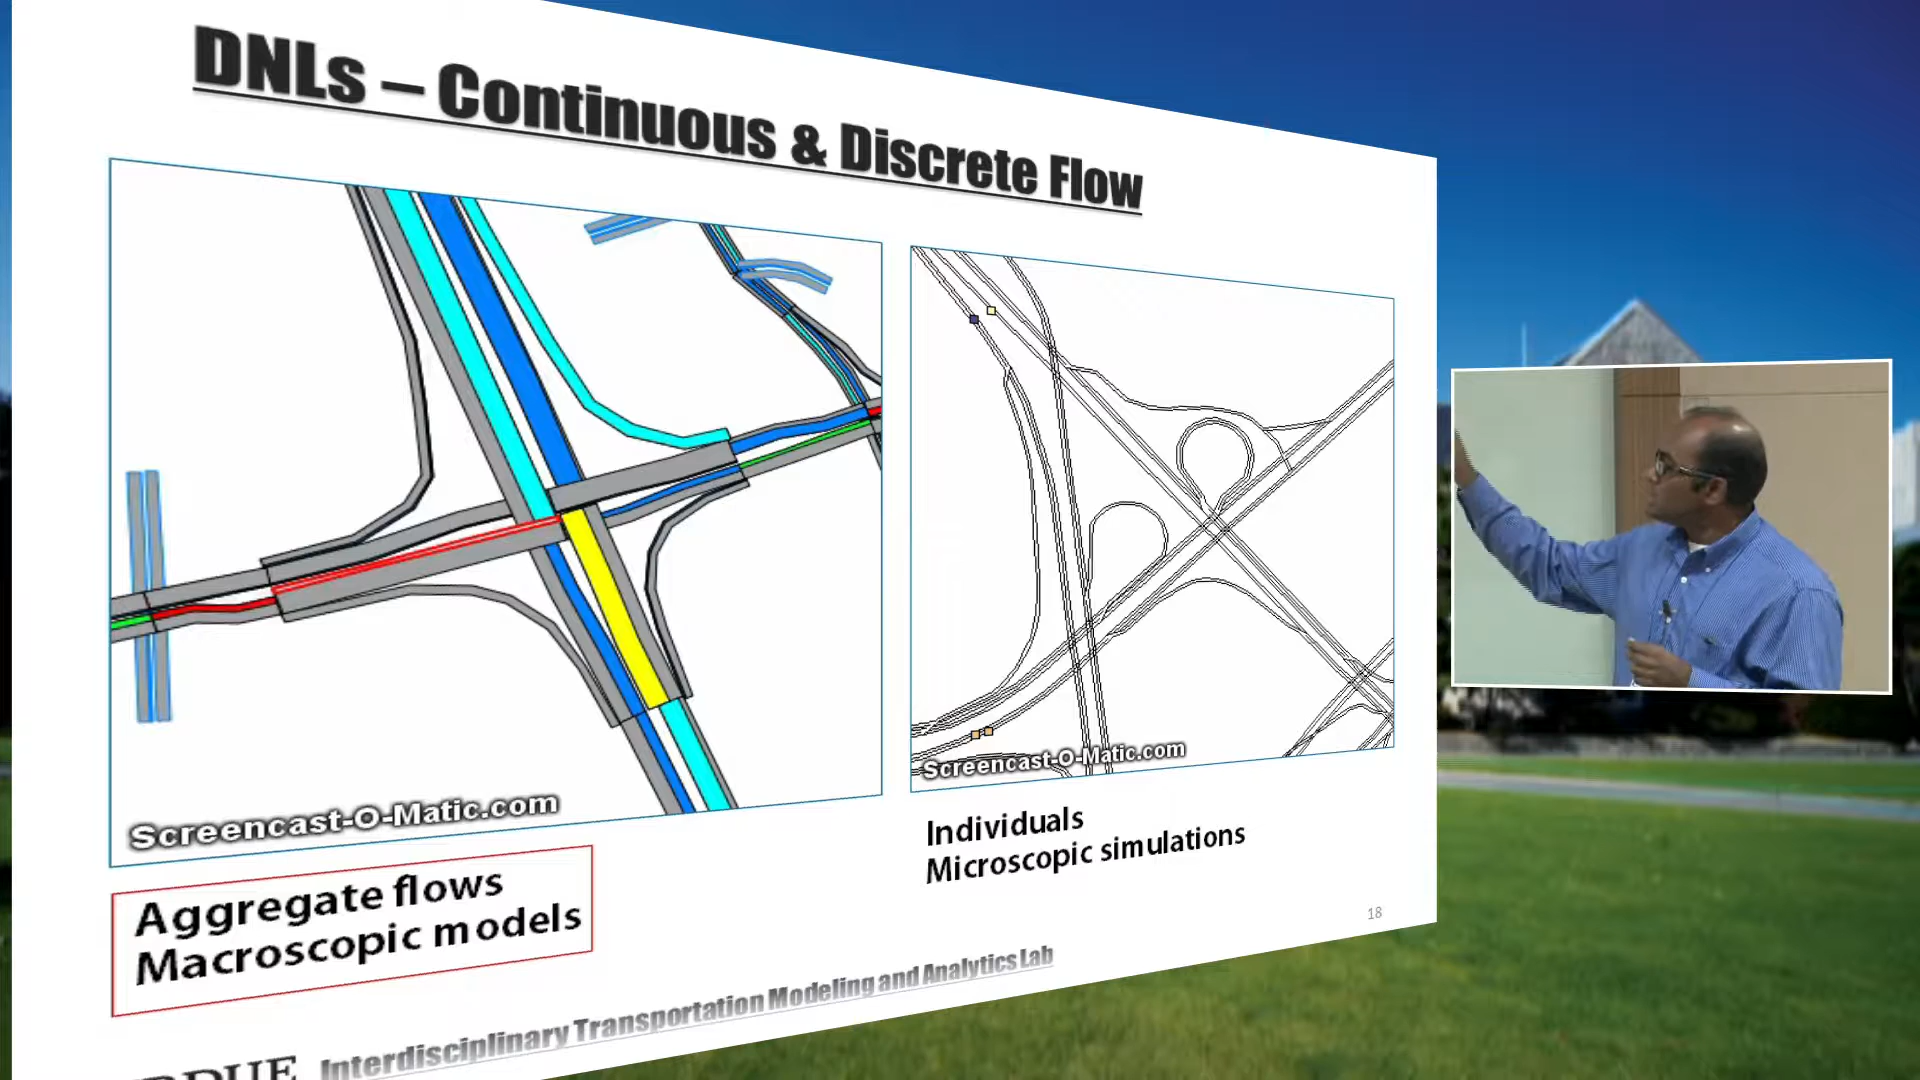 DNLs – Continuous & Discrete Flow
Screencast-O-Matic.com
Screencast-O-Matic.com
Aggregate flows
Macroscopic models
Individuals
Microscopic simulations
18
Interdisciplinary Transportation Modeling and Analytics Lab